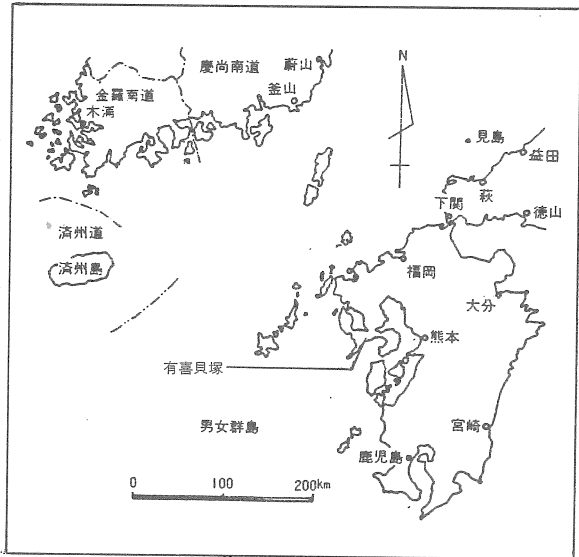 慶尚南道
蔚山
釜山
金羅南道
木浦
N
見島
益田
萩
下関
徳山
済州道
済州島
福岡
大分
熊本
有喜貝塚
男女群島
宮崎
鹿児島
0 100 200km